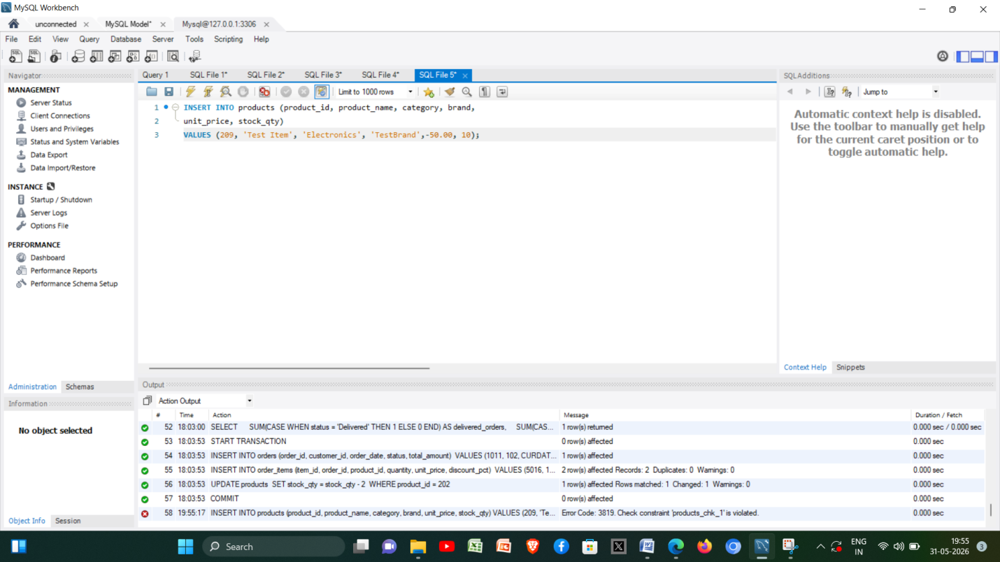 MySQL Workbench
unconnected
MySQL Model*
Mysql@127.0.0.1:3306
File Edit View Query Database Server Tools Scripting Help
Navigator
MANAGEMENT
Server Status
Client Connections
Users and Privileges
Status and System Variables
Data Export
Data Import/Restore
INSTANCE
Startup / Shutdown
Server Logs
Options File
PERFORMANCE
Dashboard
Performance Reports
Performance Schema Setup
Administration Schemas
Information
No object selected
Object Info Session
Query 1 SQL File 1* SQL File 2* SQL File 3* SQL File 4* SQL File 5*
Limit to 1000 rows
1 INSERT INTO products (product_id, product_name, category, brand,
2 unit_price, stock_qty)
3 VALUES (209, 'Test Item', 'Electronics', 'TestBrand',-50.00, 10);
SQLAdditions
Jump to
Automatic context help is disabled.
Use the toolbar to manually get help
for the current caret position or to
toggle automatic help.
Context Help Snippets
Output
Action Output
# Time Action Message Duration / Fetch
52 18:03:00 SELECT SUM(CASE WHEN status = 'Delivered' THEN 1 ELSE 0 END) AS delivered_orders, SUM(CAS... 1 row(s) returned 0.000 sec / 0.000 sec
53 18:03:53 START TRANSACTION 0 row(s) affected 0.000 sec
54 18:03:53 INSERT INTO orders (order_id, customer_id, order_date, status, total_amount) VALUES (1011, 102, CURDAT... 1 row(s) affected 0.000 sec
55 18:03:53 INSERT INTO order_items (item_id, order_id, product_id, quantity, unit_price, discount_pct) VALUES (5016, 1... 2 row(s) affected Records: 2 Duplicates: 0 Warnings: 0 0.000 sec
56 18:03:53 UPDATE products SET stock_qty = stock_qty - 2 WHERE product_id = 202 1 row(s) affected Rows matched: 1 Changed: 1 Warnings: 0 0.000 sec
57 18:03:53 COMMIT 0 row(s) affected 0.000 sec
58 19:55:17 INSERT INTO products (product_id, product_name, category, brand, unit_price, stock_qty) VALUES (209, 'Te... Error Code: 3819. Check constraint 'products_chk_1' is violated. 0.000 sec
Search
ENG
IN
19:55
31-05-2026
3